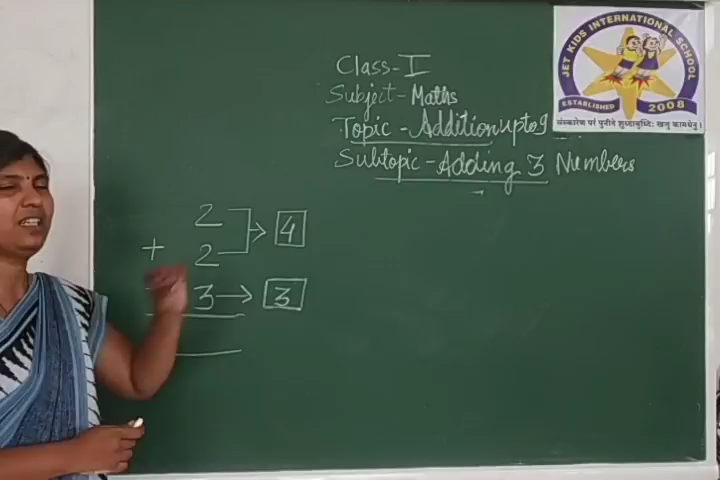 Class-I
Subject-Maths
Topic-Addition upto 9
Subtopic-Adding 3 Numbers
2
+ 2
4
3 → 3
JET KIDS INTERNATIONAL SCHOOL
ESTABLISHED 2008